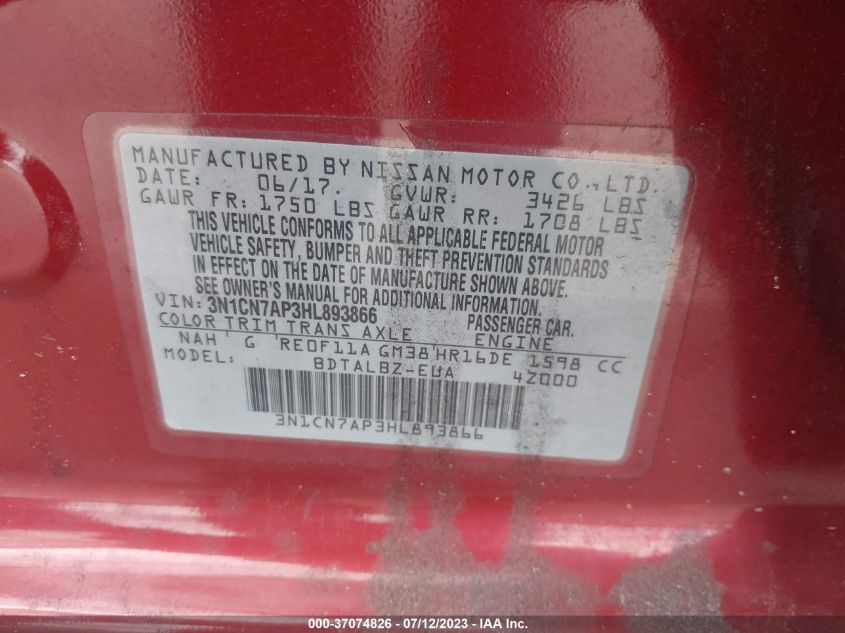 MANUFACTURED BY NISSAN MOTOR CO., LTD.
DATE: 06/17. GVWR: 3426 LBS
GAWR FR: 1750 LBS GAWR RR: 1708 LBS
THIS VEHICLE CONFORMS TO ALL APPLICABLE FEDERAL MOTOR
VEHICLE SAFETY, BUMPER AND THEFT PREVENTION STANDARDS
IN EFFECT ON THE DATE OF MANUFACTURE SHOWN ABOVE.
SEE OWNER'S MANUAL FOR ADDITIONAL INFORMATION.
VIN: 3N1CN7AP3HL893866 PASSENGER CAR.
COLOR TRIM TRANS AXLE ENGINE
NAH G RE0F11A GM38 HR16DE 1598 CC
MODEL: BDTALBZ-EUA 4Z000
3N1CN7AP3HL893866
000-37074826 - 07/12/2023 - IAA Inc.